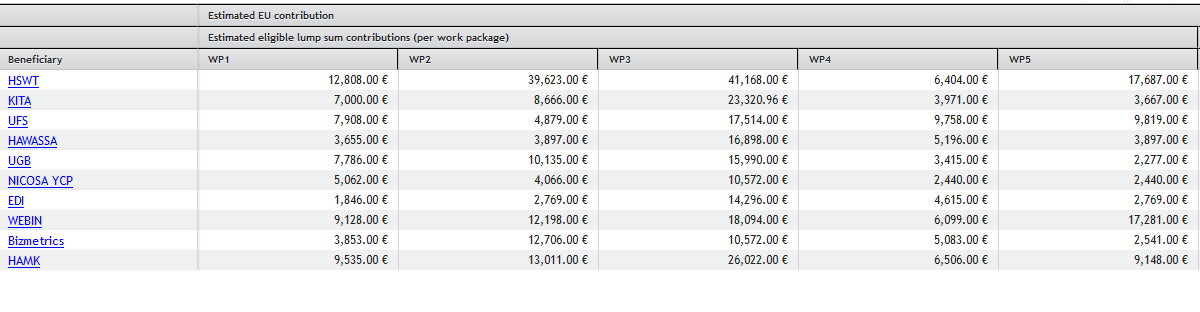 Estimated EU contribution
Estimated eligible lump sum contributions (per work package)
Beneficiary WP1 WP2 WP3 WP4 WP5
HSWT 12,808.00 € 39,623.00 € 41,168.00 € 6,404.00 € 17,687.00 €
KITA 7,000.00 € 8,666.00 € 23,320.96 € 3,971.00 € 3,667.00 €
UFS 7,908.00 € 4,879.00 € 17,514.00 € 9,758.00 € 9,819.00 €
HAWASSA 3,655.00 € 3,897.00 € 16,898.00 € 5,196.00 € 3,897.00 €
UGB 7,786.00 € 10,135.00 € 15,990.00 € 3,415.00 € 2,277.00 €
NICOSA YCP 5,062.00 € 4,066.00 € 10,572.00 € 2,440.00 € 2,440.00 €
EDI 1,846.00 € 2,769.00 € 14,296.00 € 4,615.00 € 2,769.00 €
WEBIN 9,128.00 € 12,198.00 € 18,094.00 € 6,099.00 € 17,281.00 €
Bizmetrics 3,853.00 € 12,706.00 € 10,572.00 € 5,083.00 € 2,541.00 €
HAMK 9,535.00 € 13,011.00 € 26,022.00 € 6,506.00 € 9,148.00 €